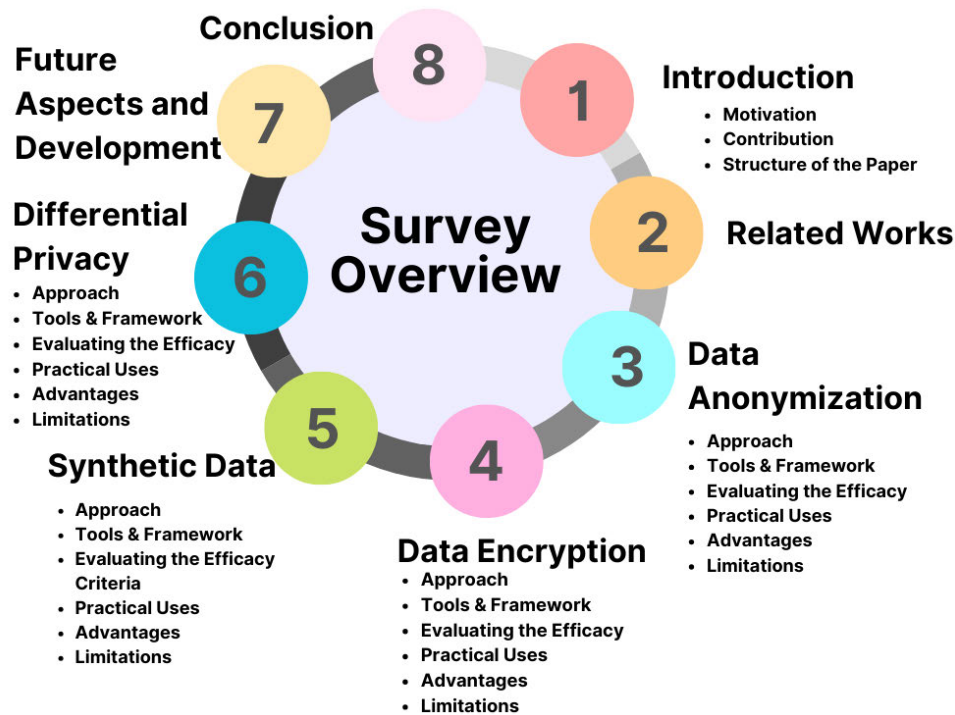 Survey
Overview
1
Introduction
• Motivation
• Contribution
• Structure of the Paper
2
Related Works
3
Data
Anonymization
• Approach
• Tools & Framework
• Evaluating the Efficacy
• Practical Uses
• Advantages
• Limitations
4
Data Encryption
• Approach
• Tools & Framework
• Evaluating the Efficacy
• Practical Uses
• Advantages
• Limitations
5
Synthetic Data
• Approach
• Tools & Framework
• Evaluating the Efficacy
Criteria
• Practical Uses
• Advantages
• Limitations
6
Differential
Privacy
• Approach
• Tools & Framework
• Evaluating the Efficacy
• Practical Uses
• Advantages
• Limitations
7
Future
Aspects and
Development
8
Conclusion